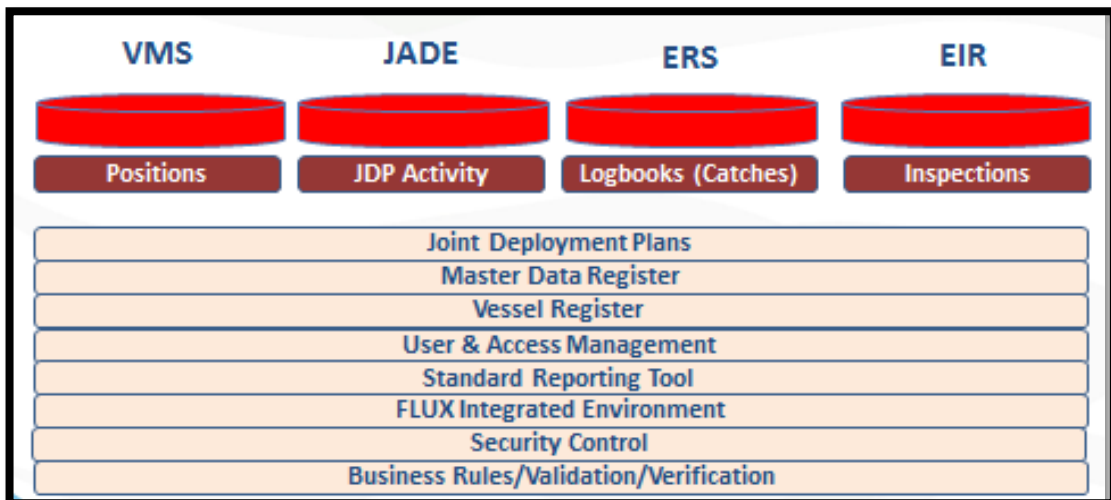 VMS JADE ERS EIR
Positions JDP Activity Logbooks (Catches) Inspections
Joint Deployment Plans
Master Data Register
Vessel Register
User & Access Management
Standard Reporting Tool
FLUX Integrated Environment
Security Control
Business Rules/Validation/Verification